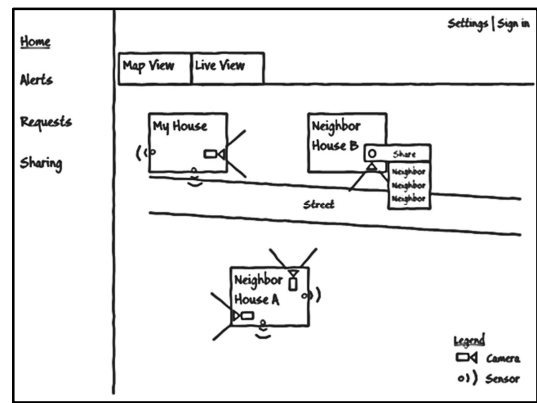 Settings | Sign in
Home
Alerts
Requests
Sharing
Map View
Live View
My House
Neighbor
House B
Share
Neighbor
Neighbor
Neighbor
Street
Neighbor
House A
Legend
Camera
Sensor